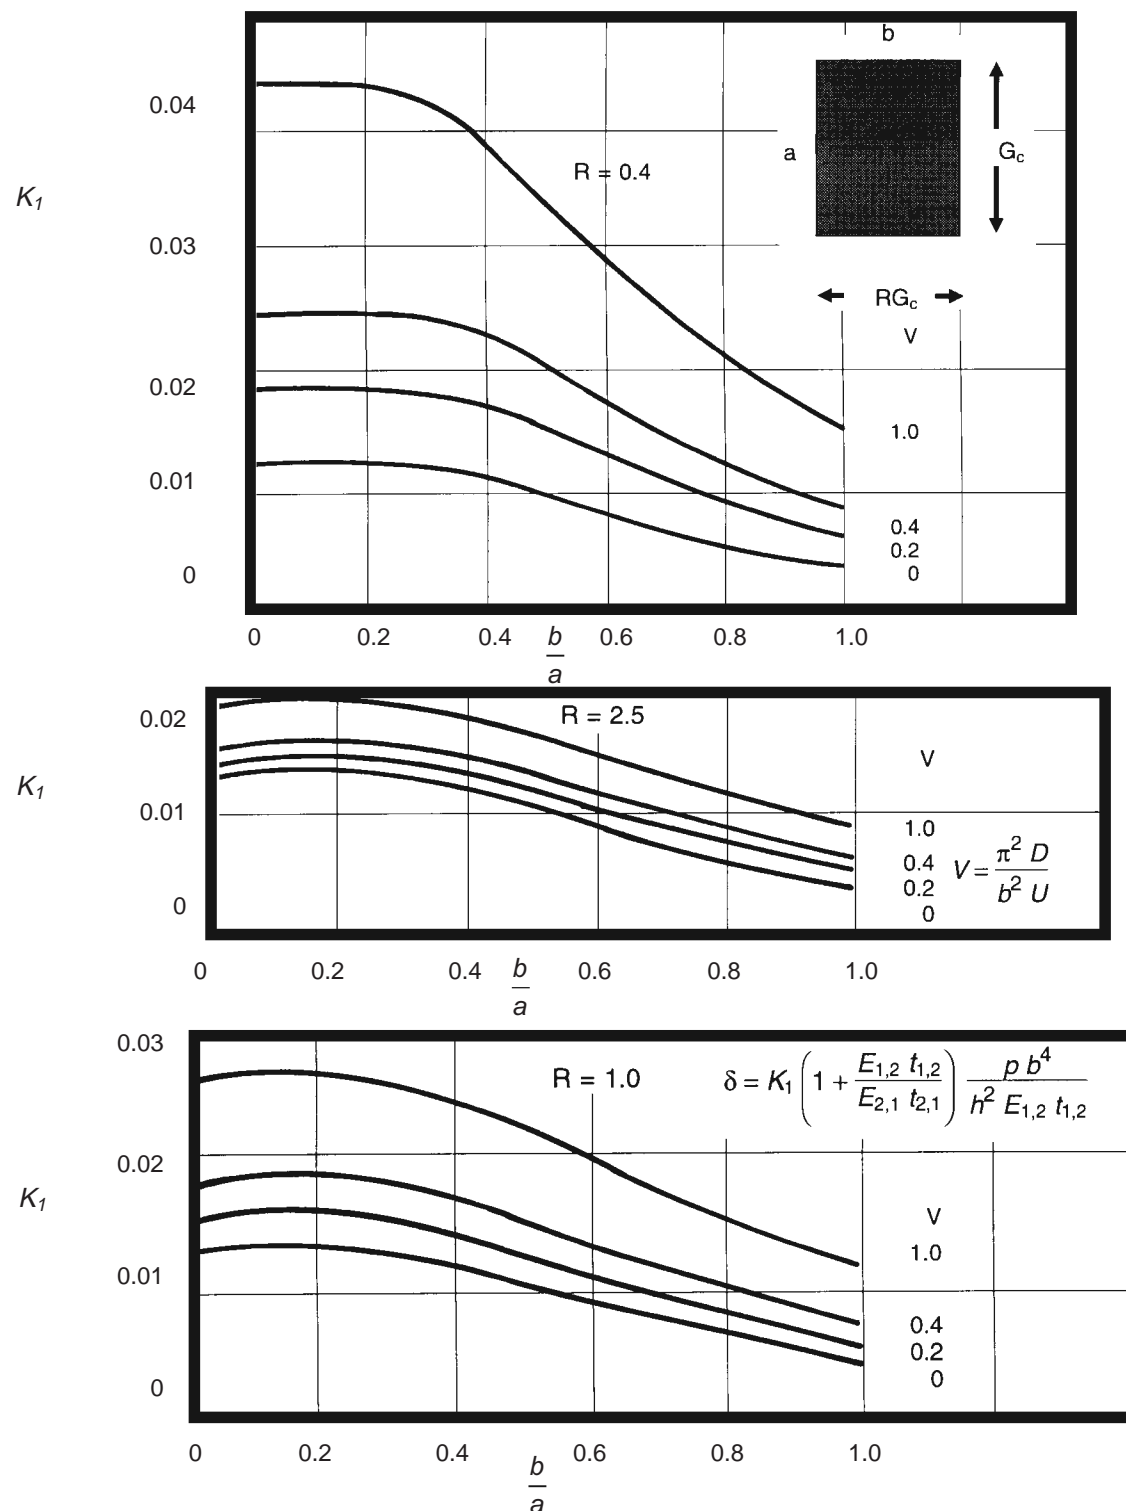 b
0.04
R = 0.4
a
G_c
K_1
0.03
RG_c
V
0.02
1.0
0.01
0.4
0.2
0
0
0 0.2 0.4 0.6 0.8 1.0
b/a
0.02
R = 2.5
V
K_1
0.01
1.0
0.4
0.2
0
V = π² D / b² U
0
0 0.2 0.4 0.6 0.8 1.0
b/a
0.03
R = 1.0
δ = K_1 (1 + E_{1,2} t_{1,2} / E_{2,1} t_{2,1}) p b⁴ / h² E_{1,2} t_{1,2}
0.02
K_1
V
1.0
0.01
0.4
0.2
0
0
0 0.2 0.4 0.6 0.8 1.0
b/a